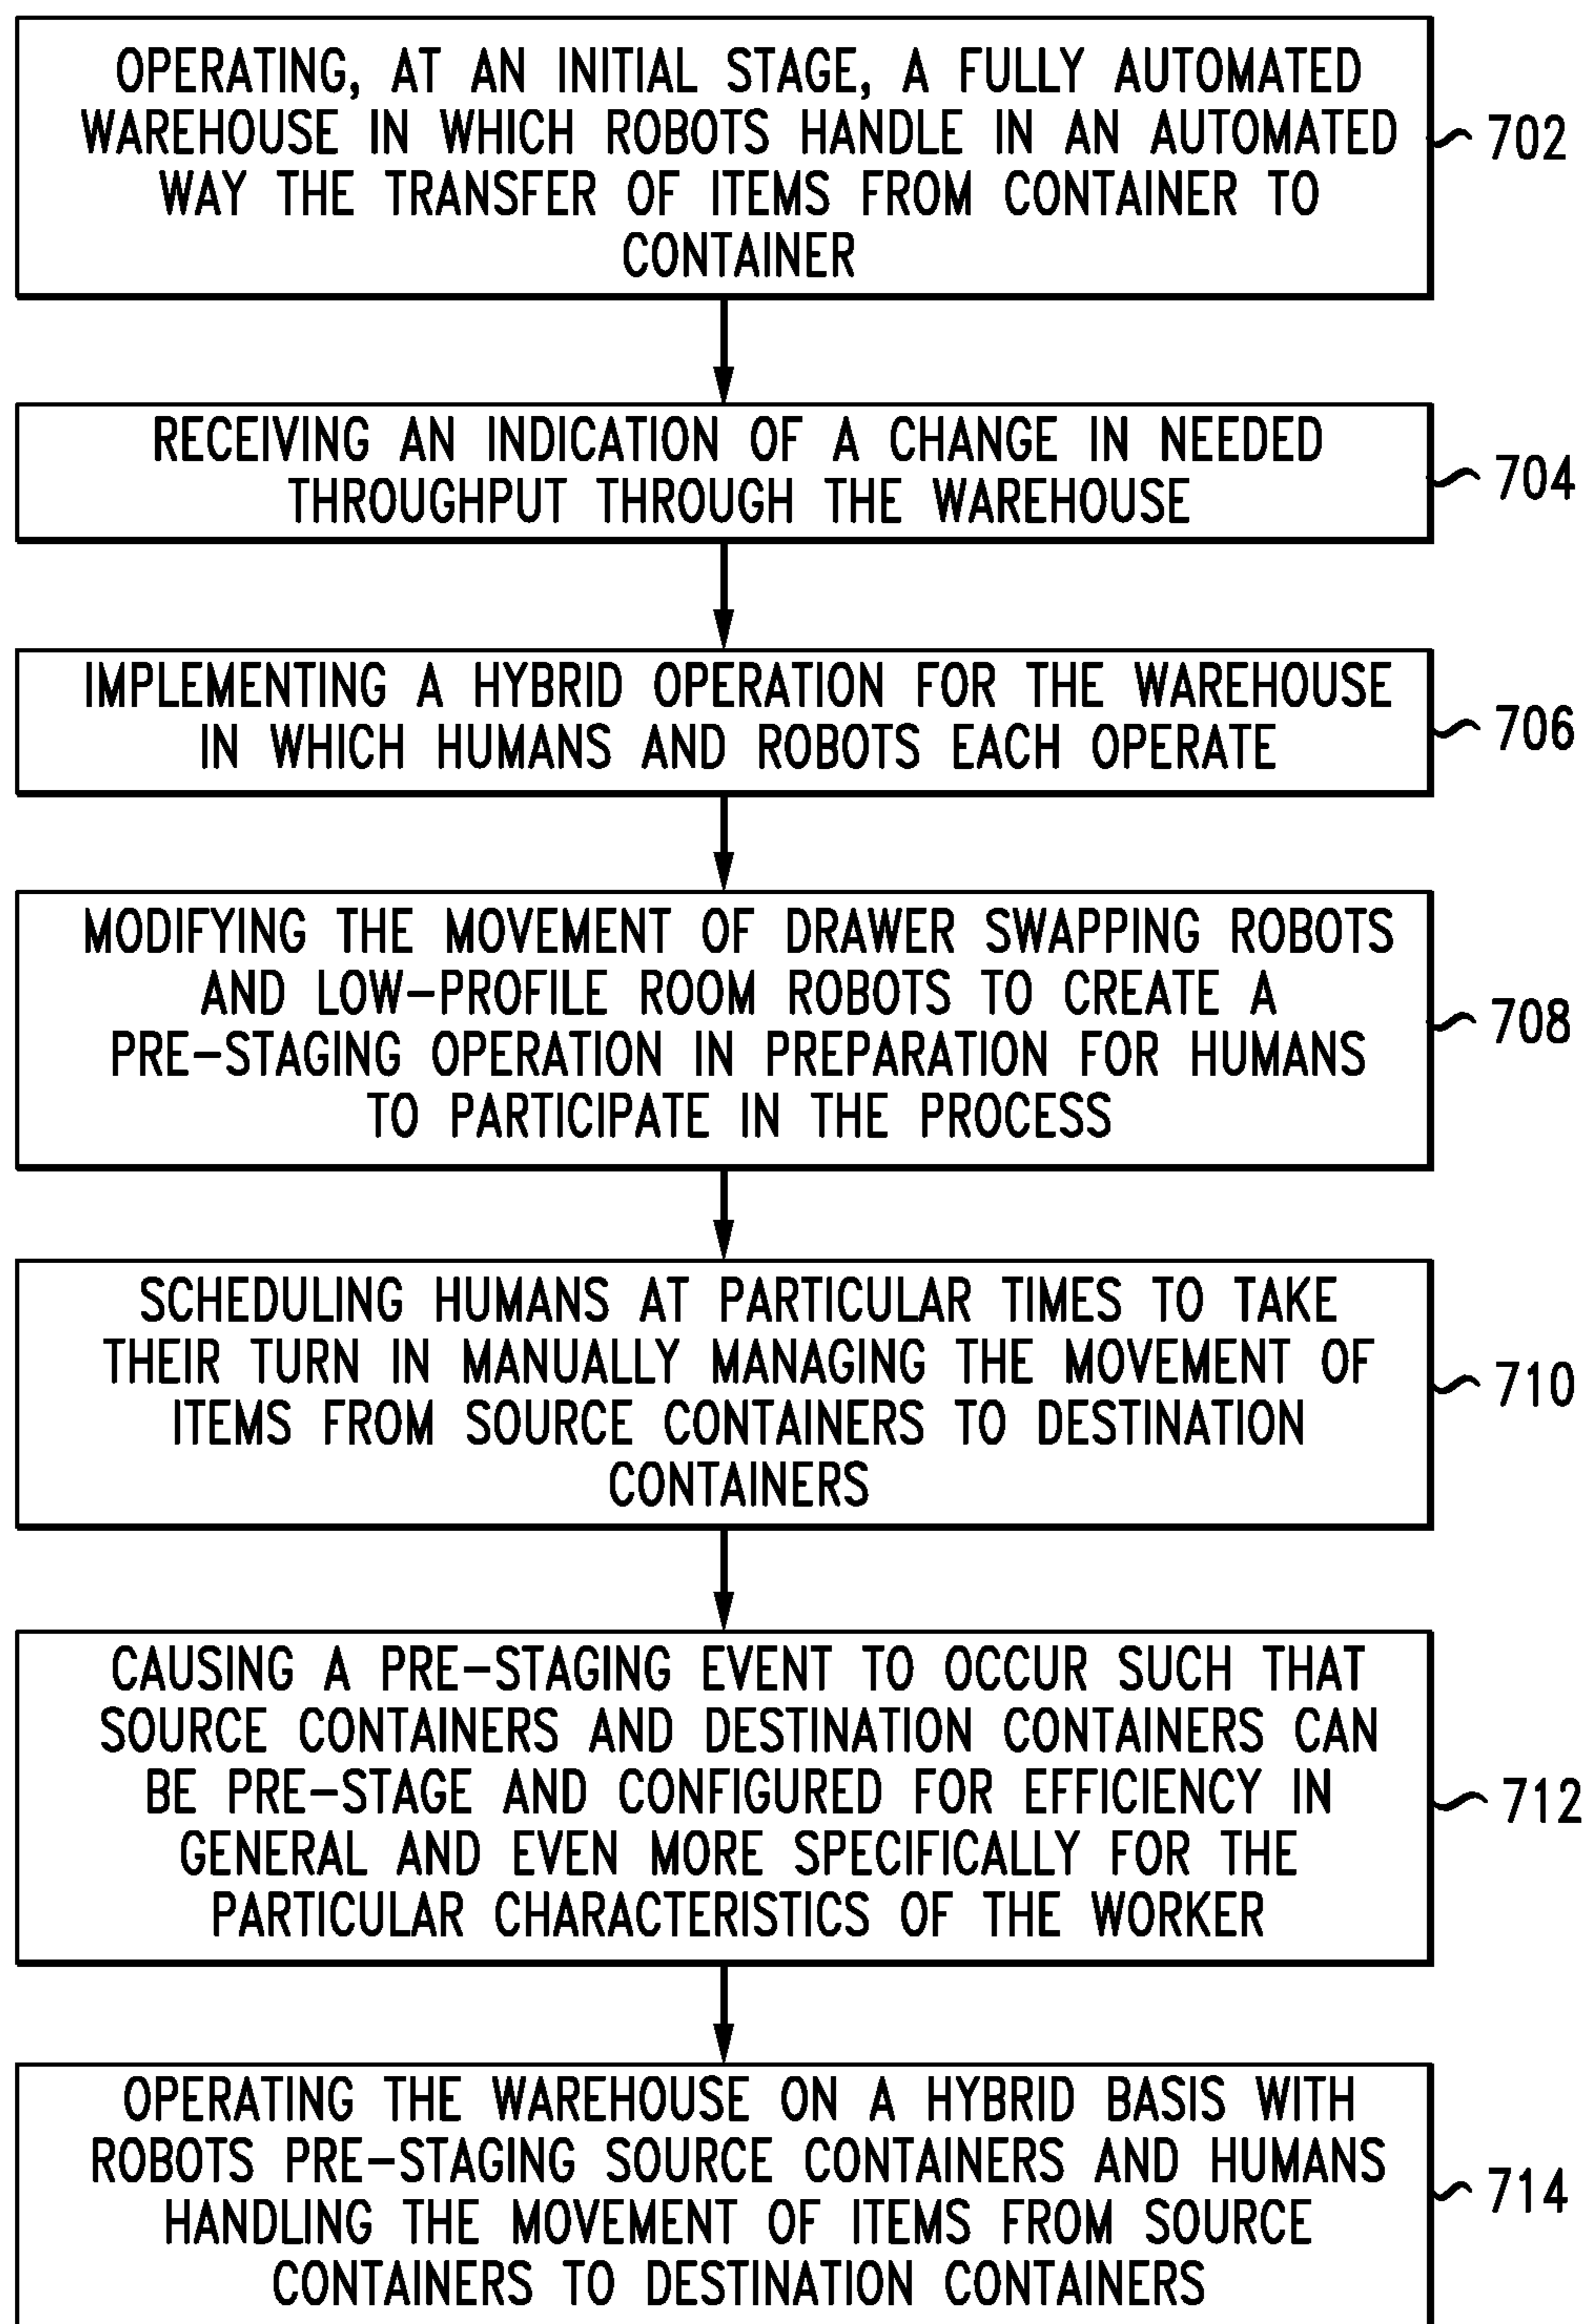 OPERATING, AT AN INITIAL STAGE, A FULLY AUTOMATED
WAREHOUSE IN WHICH ROBOTS HANDLE IN AN AUTOMATED
WAY THE TRANSFER OF ITEMS FROM CONTAINER TO
CONTAINER
702
RECEIVING AN INDICATION OF A CHANGE IN NEEDED
THROUGHPUT THROUGH THE WAREHOUSE
704
IMPLEMENTING A HYBRID OPERATION FOR THE WAREHOUSE
IN WHICH HUMANS AND ROBOTS EACH OPERATE
706
MODIFYING THE MOVEMENT OF DRAWER SWAPPING ROBOTS
AND LOW-PROFILE ROOM ROBOTS TO CREATE A
PRE-STAGING OPERATION IN PREPARATION FOR HUMANS
TO PARTICIPATE IN THE PROCESS
708
SCHEDULING HUMANS AT PARTICULAR TIMES TO TAKE
THEIR TURN IN MANUALLY MANAGING THE MOVEMENT OF
ITEMS FROM SOURCE CONTAINERS TO DESTINATION
CONTAINERS
710
CAUSING A PRE-STAGING EVENT TO OCCUR SUCH THAT
SOURCE CONTAINERS AND DESTINATION CONTAINERS CAN
BE PRE-STAGE AND CONFIGURED FOR EFFICIENCY IN
GENERAL AND EVEN MORE SPECIFICALLY FOR THE
PARTICULAR CHARACTERISTICS OF THE WORKER
712
OPERATING THE WAREHOUSE ON A HYBRID BASIS WITH
ROBOTS PRE-STAGING SOURCE CONTAINERS AND HUMANS
HANDLING THE MOVEMENT OF ITEMS FROM SOURCE
CONTAINERS TO DESTINATION CONTAINERS
714